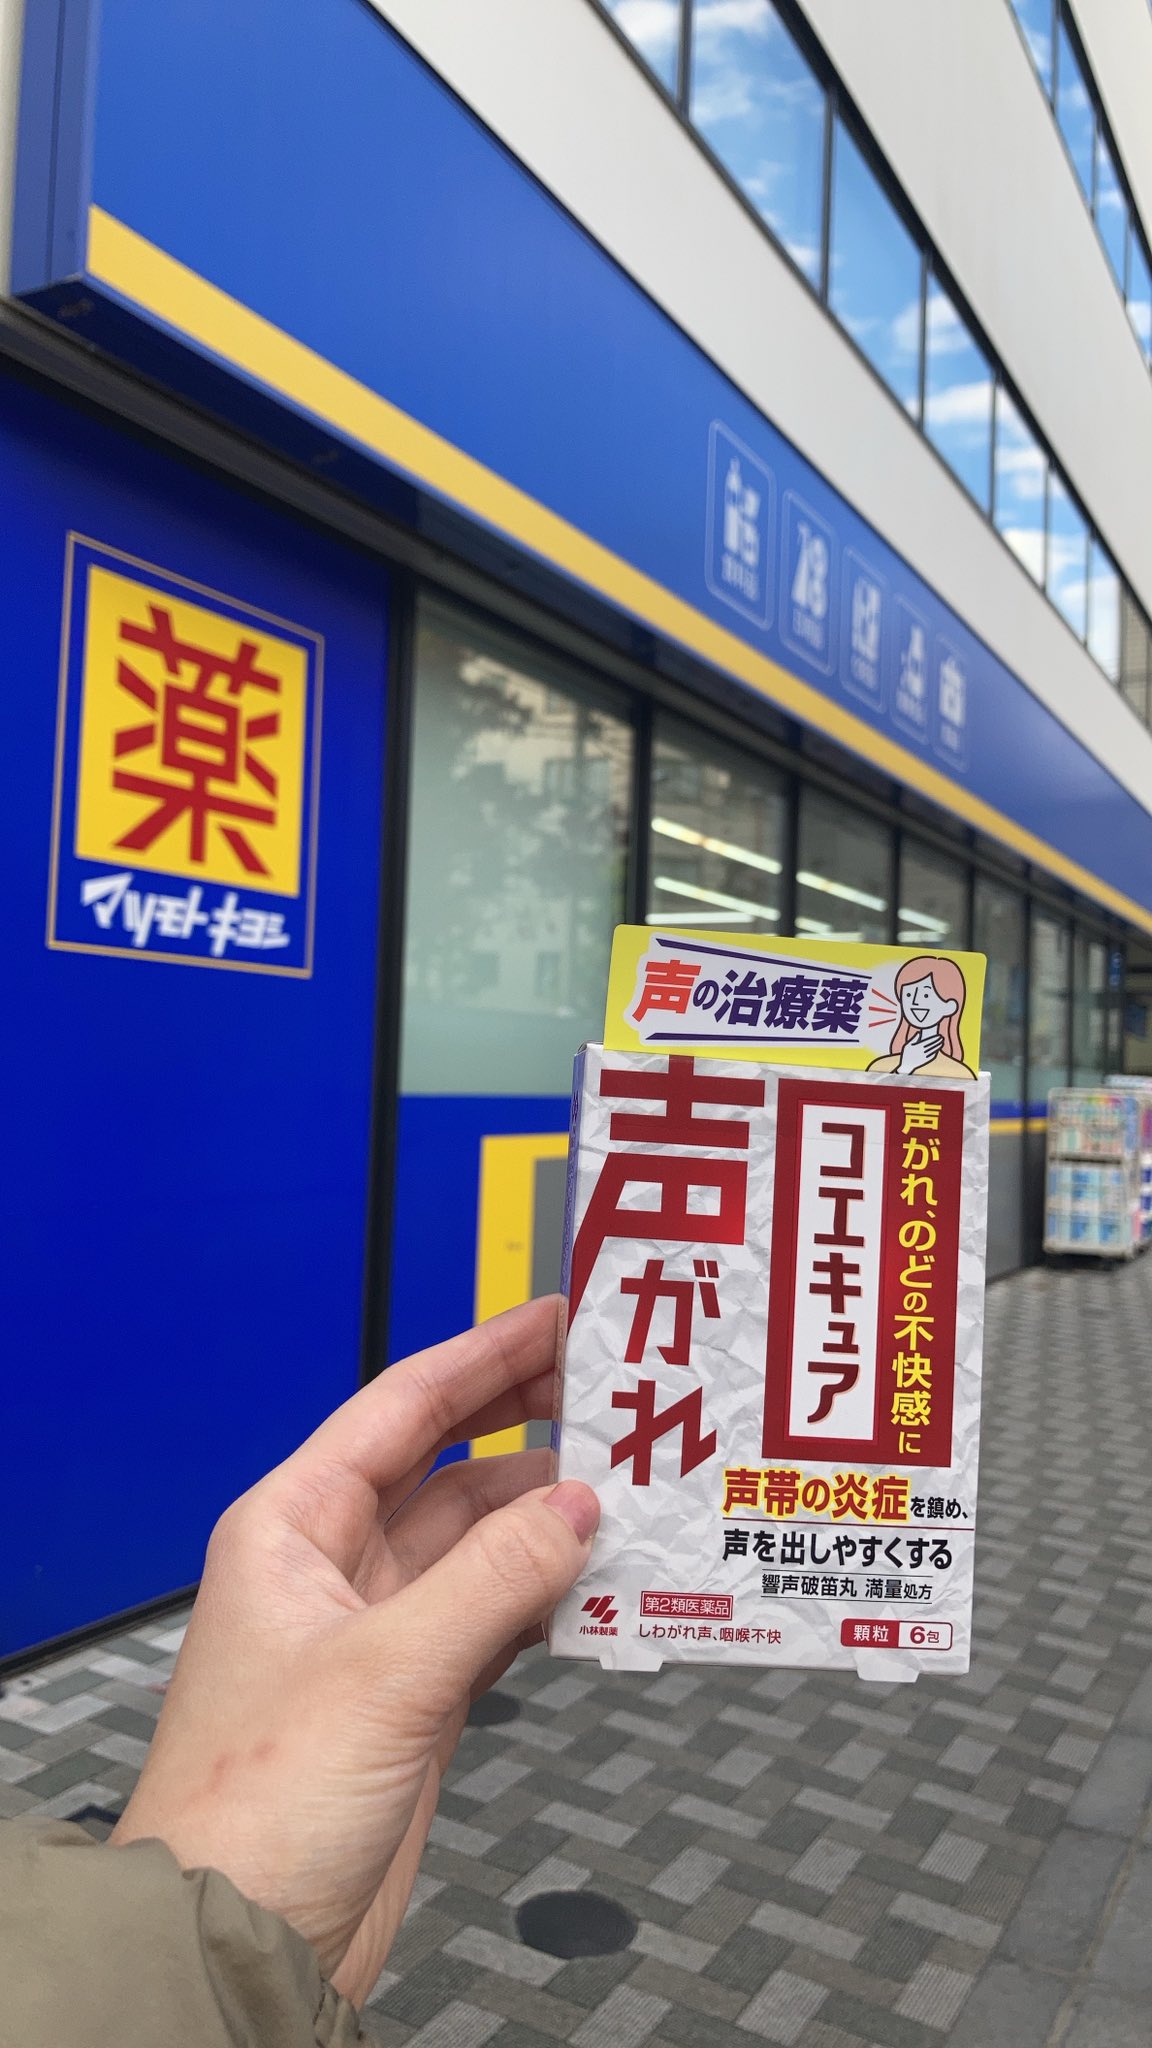 薬
マツモトキヨシ
声の治療薬
声がれ
コエキュア
声がれ、のどの不快感に
声帯の炎症を鎮め、
声を出しやすくする
響声破笛丸 満量処方
小林製薬
第2類医薬品
しわがれ声、咽喉不快
顆粒 6包